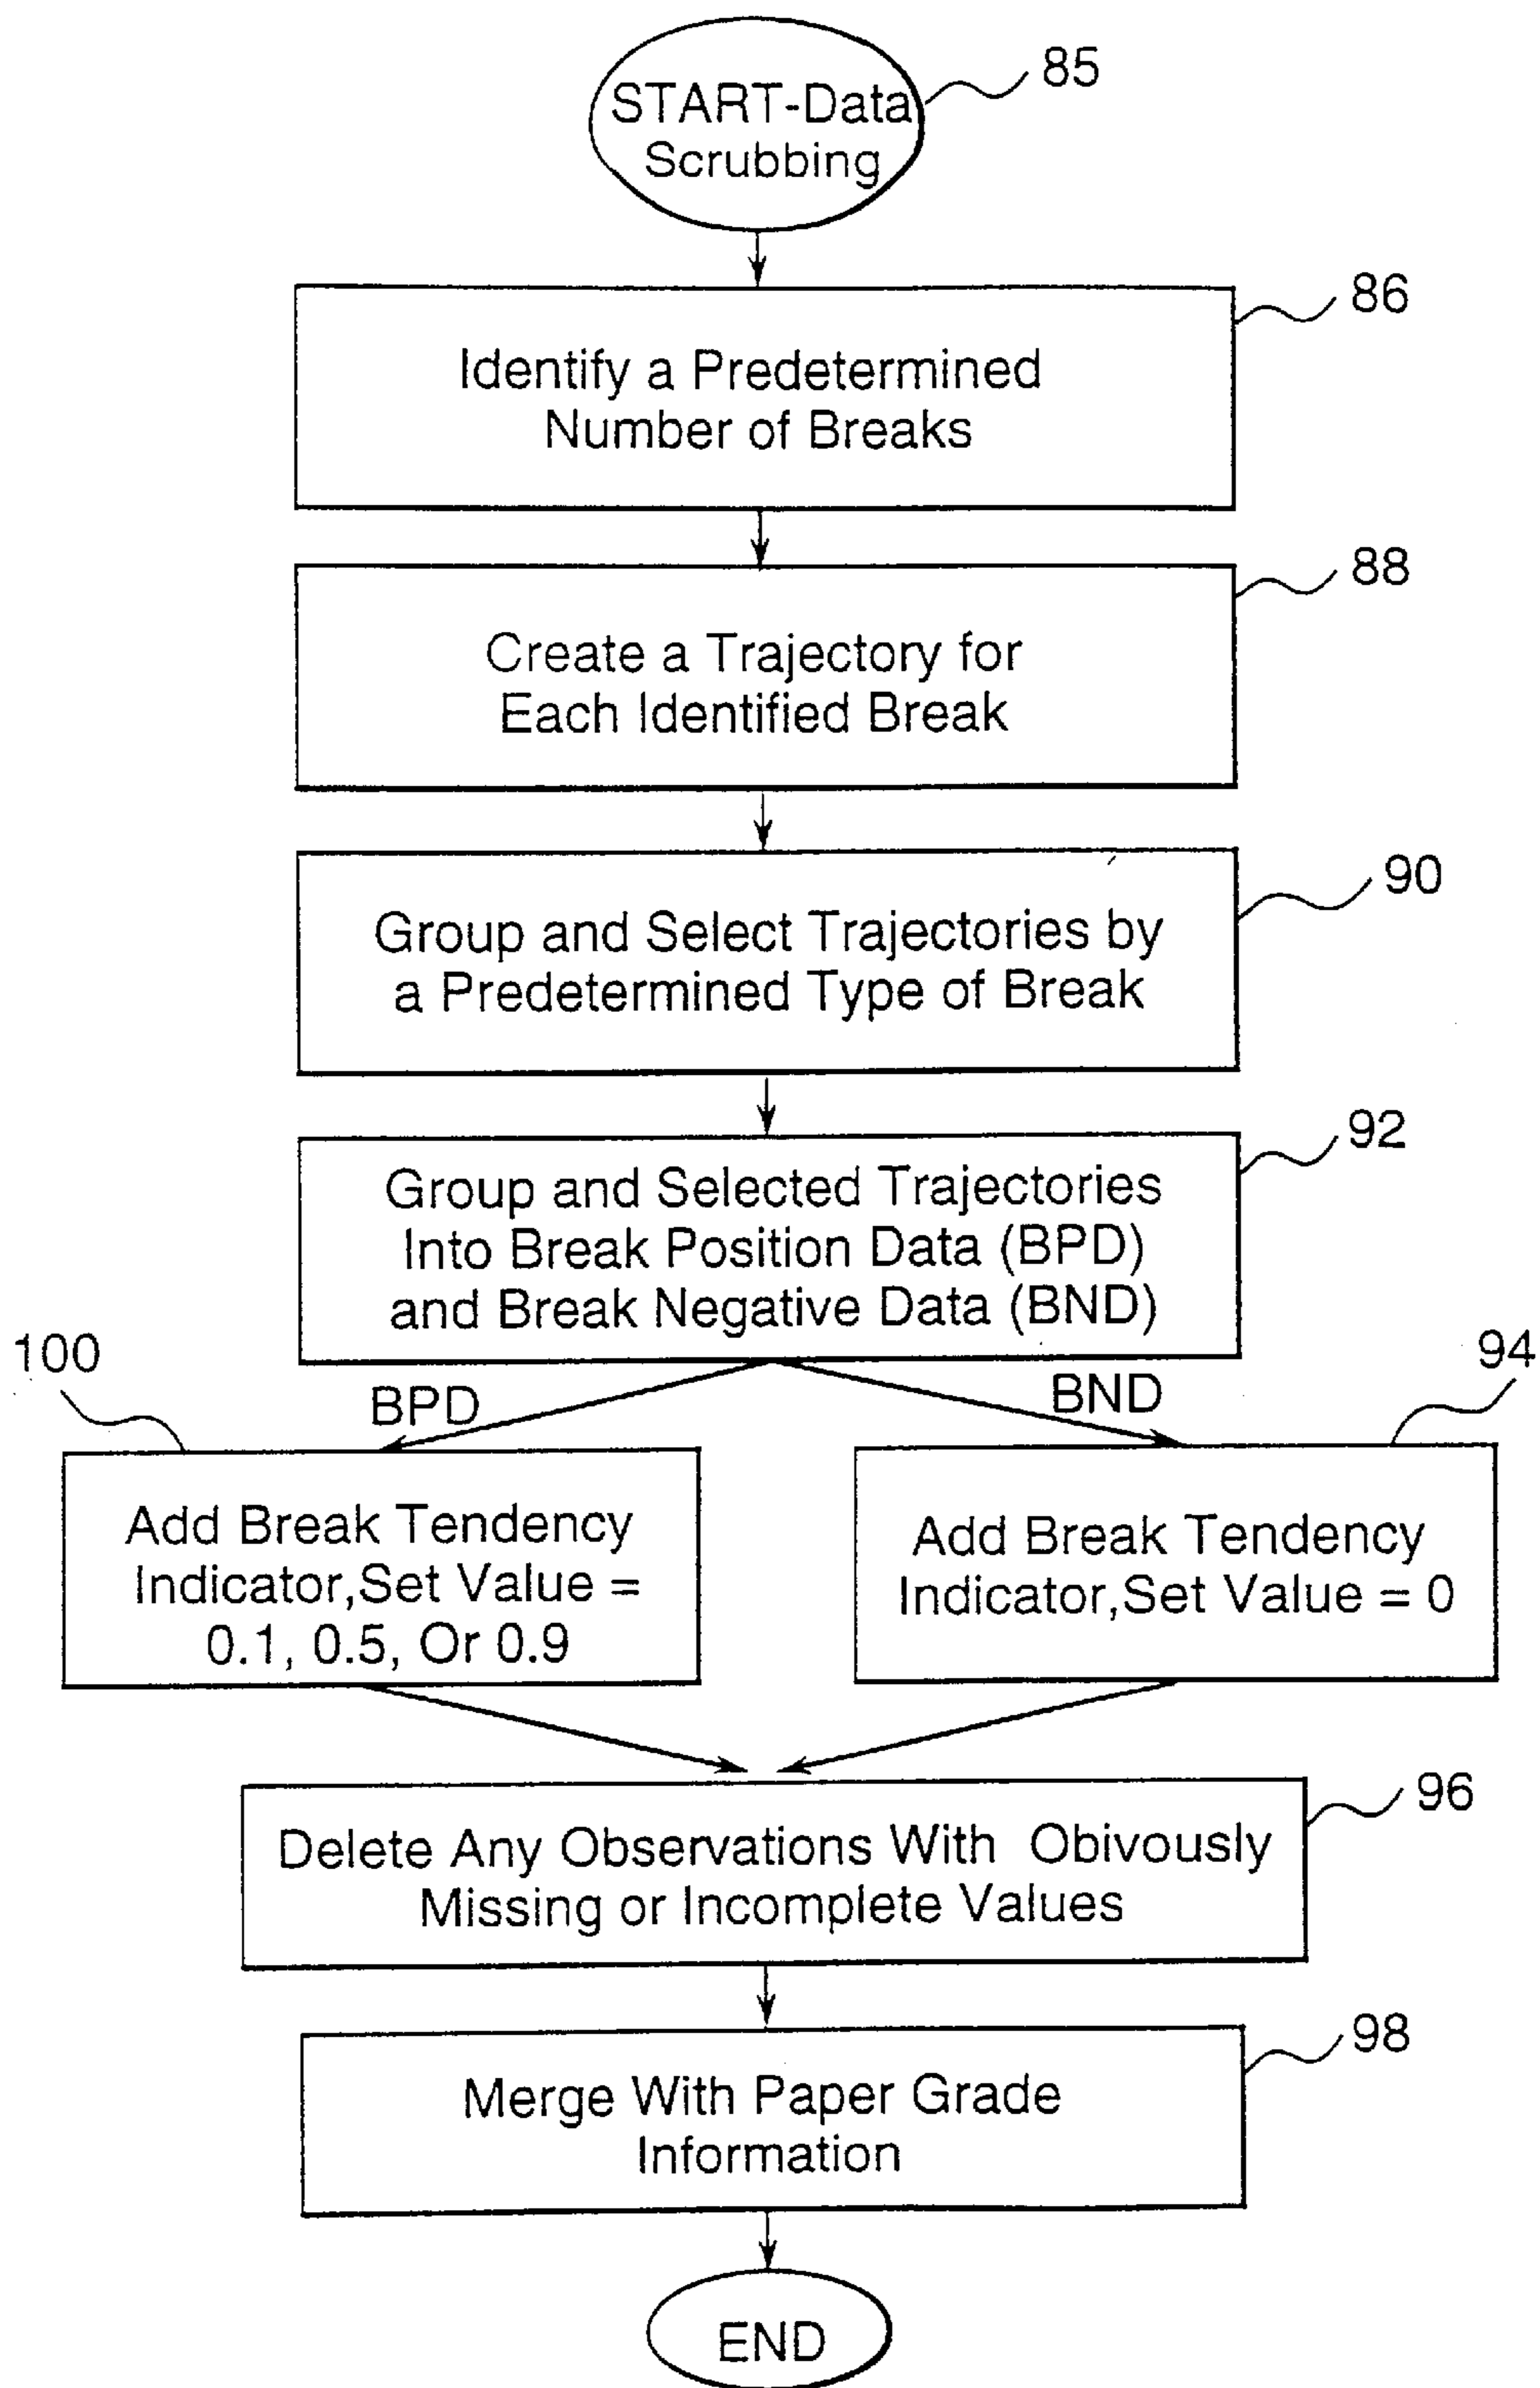 START-Data
Scrubbing
85
86
Identify a Predetermined
Number of Breaks
88
Create a Trajectory for
Each Identified Break
90
Group and Select Trajectories by
a Predetermined Type of Break
92
Group and Selected Trajectories
Into Break Position Data (BPD)
and Break Negative Data (BND)
100
BPD
BND
94
Add Break Tendency
Indicator,Set Value =
0.1, 0.5, Or 0.9
Add Break Tendency
Indicator,Set Value = 0
96
Delete Any Observations With Obivously
Missing or Incomplete Values
98
Merge With Paper Grade
Information
END